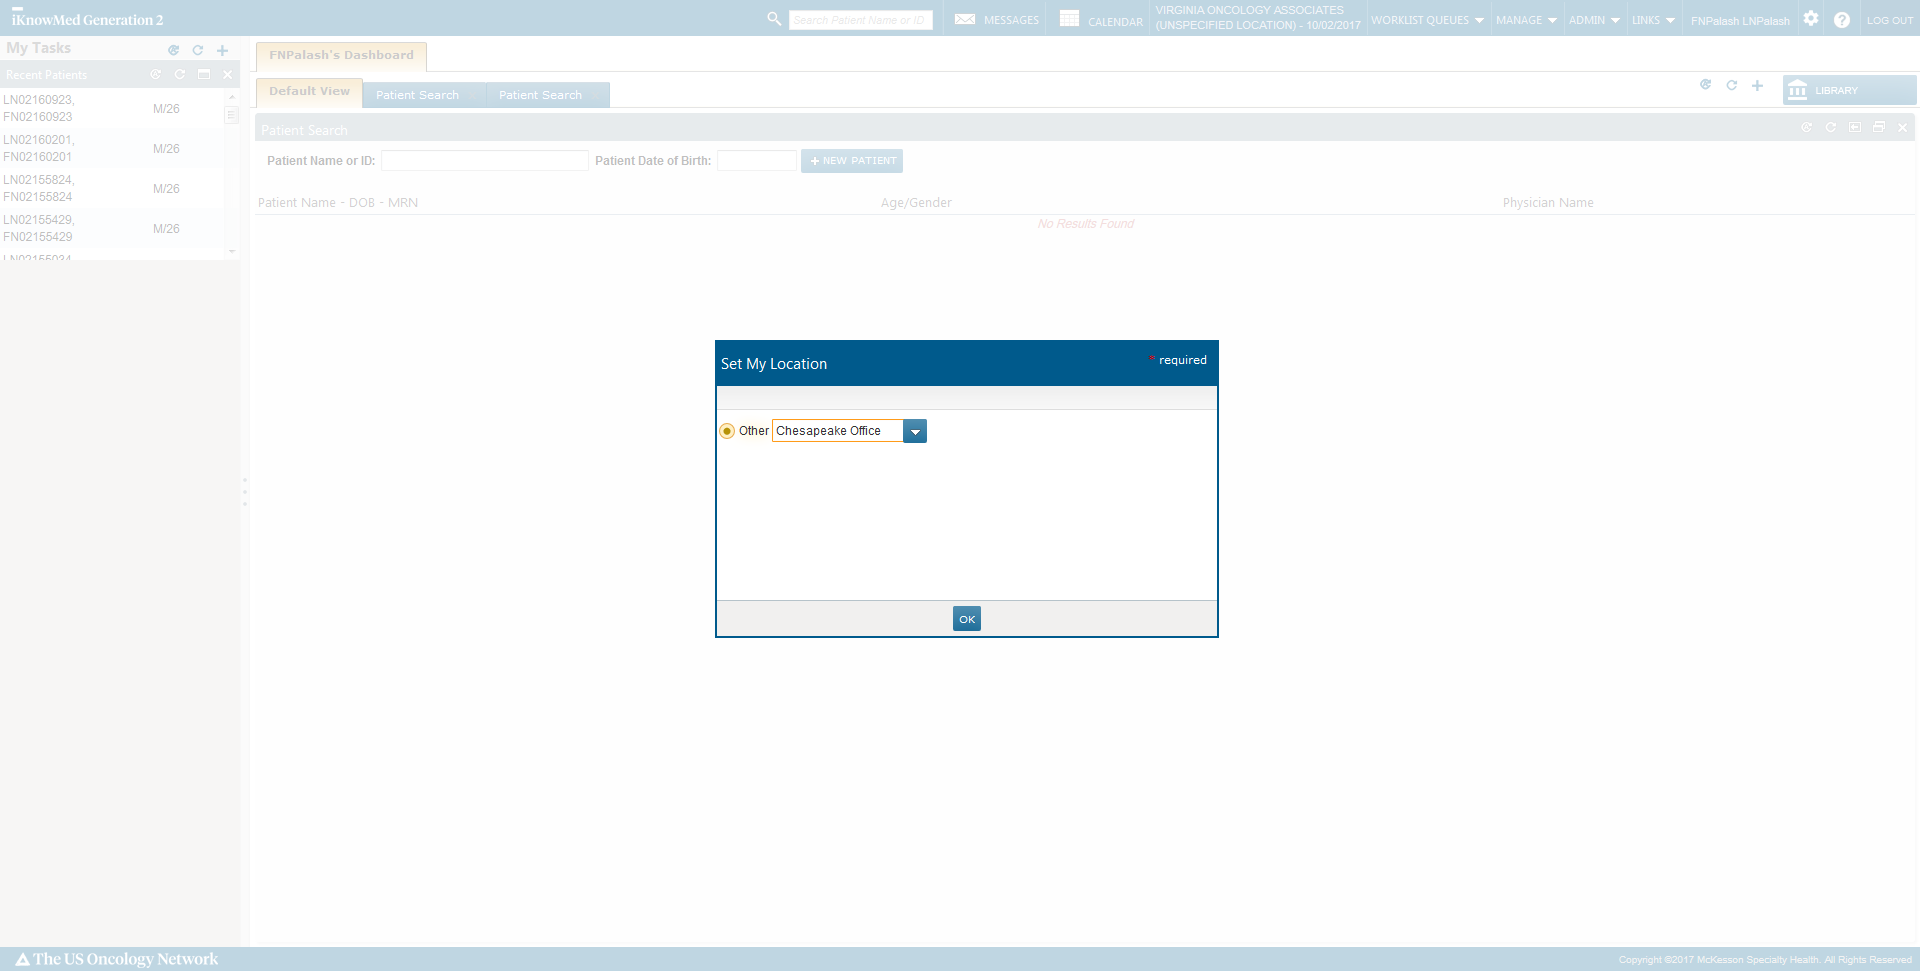 iKnowMed Generation 2
Search Patient Name or ID
MESSAGES
CALENDAR
VIRGINIA ONCOLOGY ASSOCIATES
(UNSPECIFIED LOCATION) - 10/02/2017
WORKLIST QUEUES
MANAGE
ADMIN
LINKS
FNPalash LNPalash
LOG OUT
My Tasks
Recent Patients
LN02160923,
FN02160923
M/26
LN02160201,
FN02160201
M/26
LN02155824,
FN02155824
M/26
LN02155429,
FN02155429
M/26
LN02155034
FNPalash's Dashboard
Default View
Patient Search
Patient Search
LIBRARY
Patient Search
Patient Name or ID:
Patient Date of Birth:
+ NEW PATIENT
Patient Name - DOB - MRN
Age/Gender
Physician Name
No Results Found
Set My Location
* required
Other
Chesapeake Office
OK
The US Oncology Network
Copyright ©2017 McKesson Specialty Health. All Rights Reserved